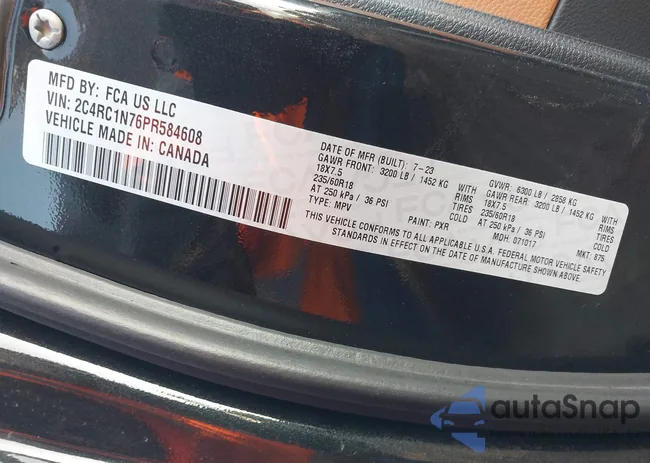 MFD BY: FCA US LLC
VIN: 2C4RC1N76PR584608
VEHICLE MADE IN: CANADA
DATE OF MFR (BUILT): 7-23
GAWR FRONT: 3200 LB / 1452 KG WITH
18X7.5 RIMS
235/60R18 TIRES
AT 250 kPa / 36 PSI COLD
TYPE: MPV
PAINT: PXR
GVWR: 6300 LB / 2858 KG
GAWR REAR: 3200 LB / 1452 KG WITH
18X7.5 RIMS
235/60R18 TIRES
AT 250 kPa / 36 PSI COLD
MDH: 071017
MKT: 875
THIS VEHICLE CONFORMS TO ALL APPLICABLE U.S.A. FEDERAL MOTOR VEHICLE SAFETY
STANDARDS IN EFFECT ON THE DATE OF MANUFACTURE SHOWN ABOVE.
autaSnap
Copart Auction History